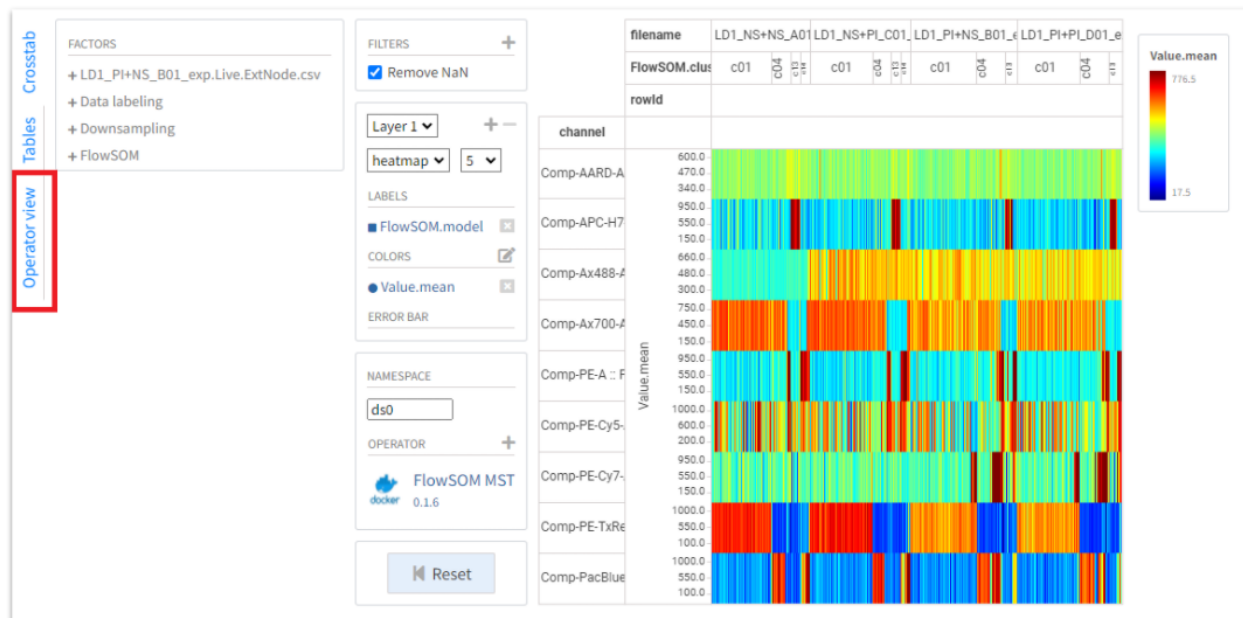 Crosstab
Tables
Operator view
FACTORS
+ LD1_PI+NS_B01_exp.Live.ExtNode.csv
+ Data labeling
+ Downsampling
+ FlowSOM
FILTERS +
Remove NaN
Layer 1
+ −
heatmap 5
LABELS
FlowSOM.model
COLORS
Value.mean
ERROR BAR
NAMESPACE
ds0
OPERATOR +
docker
FlowSOM MST
0.1.6
Reset
filename LD1_NS+NS_A01 LD1_NS+PI_C01_ LD1_PI+NS_B01_e LD1_PI+PI_D01_e
FlowSOM.clus c01 c04 c13 c01 c04 c13 c01 c04 c13 c01 c04
rowId
channel
Value.mean
Comp-AARD-A 600.0 470.0 340.0
Comp-APC-H7- 950.0 550.0 150.0
Comp-Ax488-A 660.0 480.0 300.0
Comp-Ax700-A 750.0 450.0 150.0
Comp-PE-A :: F 950.0 550.0 150.0
Comp-PE-Cy5-. 1000.0 600.0 200.0
Comp-PE-Cy7-. 950.0 550.0 150.0
Comp-PE-TxRe 1000.0 550.0 100.0
Comp-PacBlue 1000.0 550.0 100.0
Value.mean
776.5
17.5